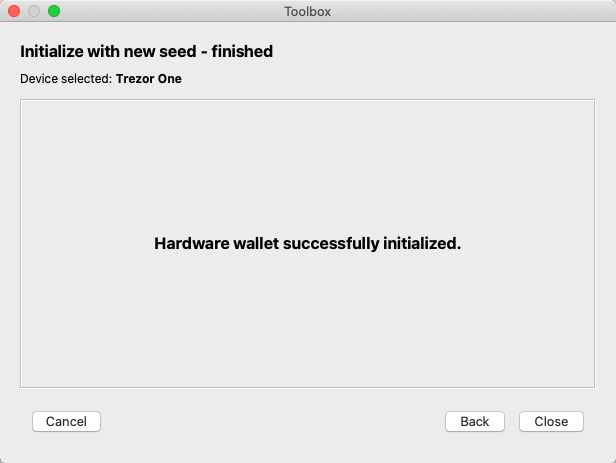 Toolbox
Initialize with new seed - finished
Device selected: Trezor One
Hardware wallet successfully initialized.
Cancel
Back
Close